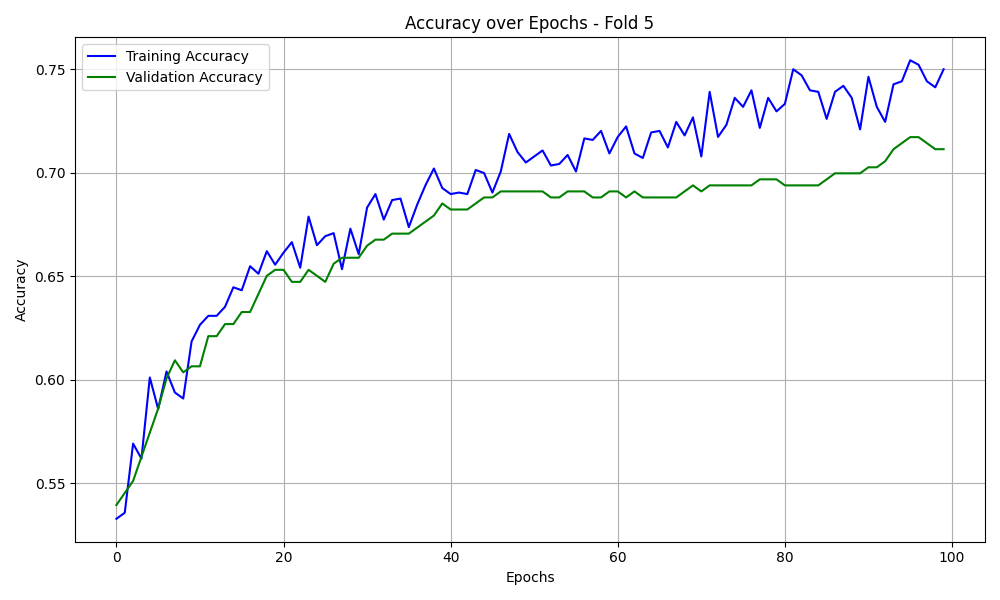 Accuracy over Epochs - Fold 5
Training Accuracy
Validation Accuracy
Accuracy
0.75
0.70
0.65
0.60
0.55
0
20
40
60
80
100
Epochs